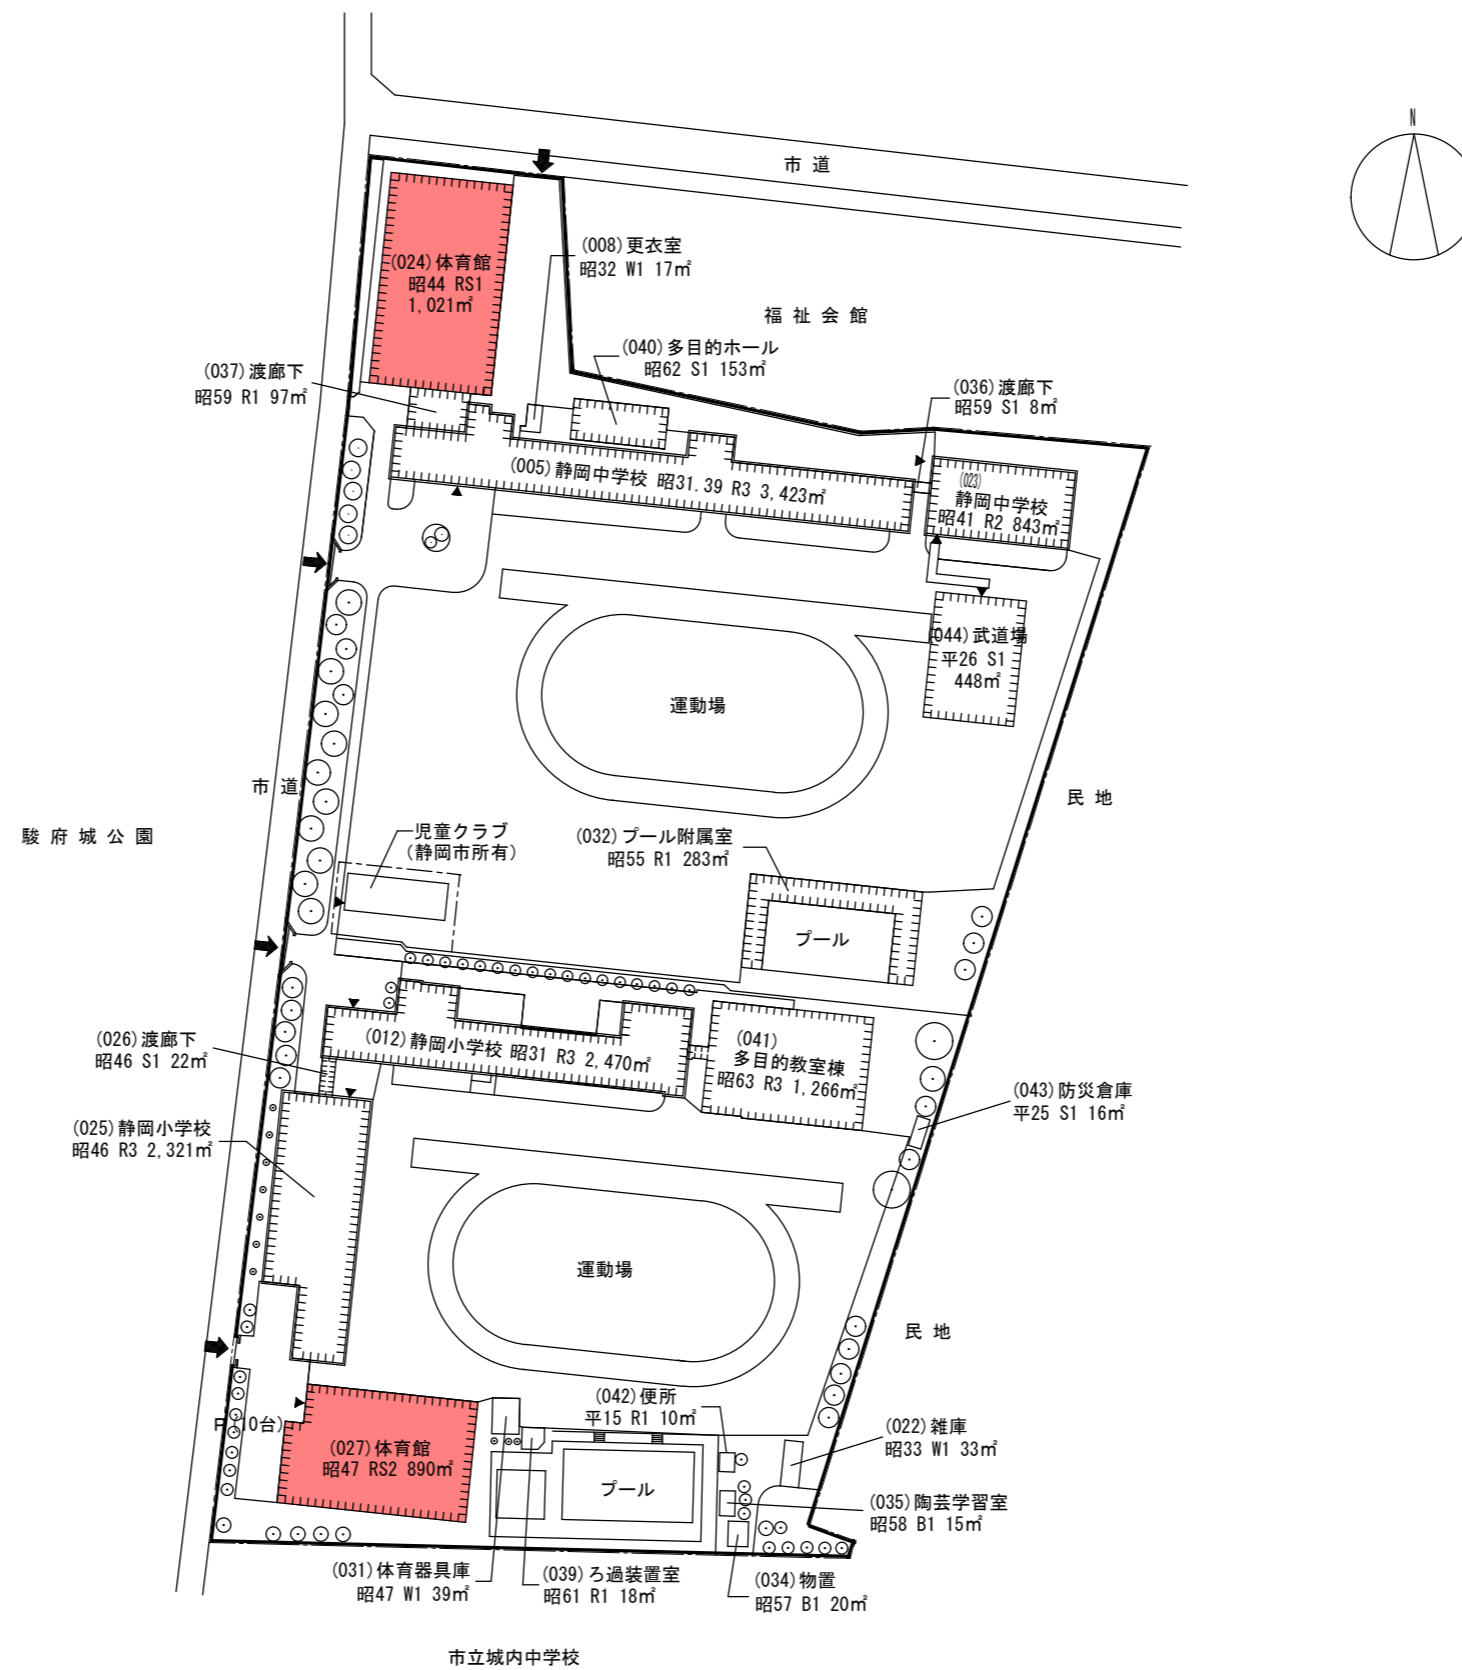 N
市道
(024)体育館
昭44 RS1
1,021㎡
(008)更衣室
昭32 W1 17㎡
福祉会館
(040)多目的ホール
昭62 S1 153㎡
(037)渡廊下
昭59 R1 97㎡
(036)渡廊下
昭59 S1 8㎡
(005)静岡中学校 昭31.39 R3 3,423㎡
(023)
静岡中学校
昭41 R2 843㎡
(044)武道場
平26 S1
448㎡
運動場
市道
民地
駿府城公園
児童クラブ
(静岡市所有)
(032)プール附属室
昭55 R1 283㎡
プール
(026)渡廊下
昭46 S1 22㎡
(012)静岡小学校 昭31 R3 2,470㎡
(041)
多目的教室棟
昭63 R3 1,266㎡
(043)防災倉庫
平25 S1 16㎡
(025)静岡小学校
昭46 R3 2,321㎡
運動場
民地
P(10台)
(027)体育館
昭47 RS2 890㎡
(042)便所
平15 R1 10㎡
プール
(022)雑庫
昭33 W1 33㎡
(035)陶芸学習室
昭58 B1 15㎡
(031)体育器具庫
昭47 W1 39㎡
(039)ろ過装置室
昭61 R1 18㎡
(034)物置
昭57 B1 20㎡
市立城内中学校